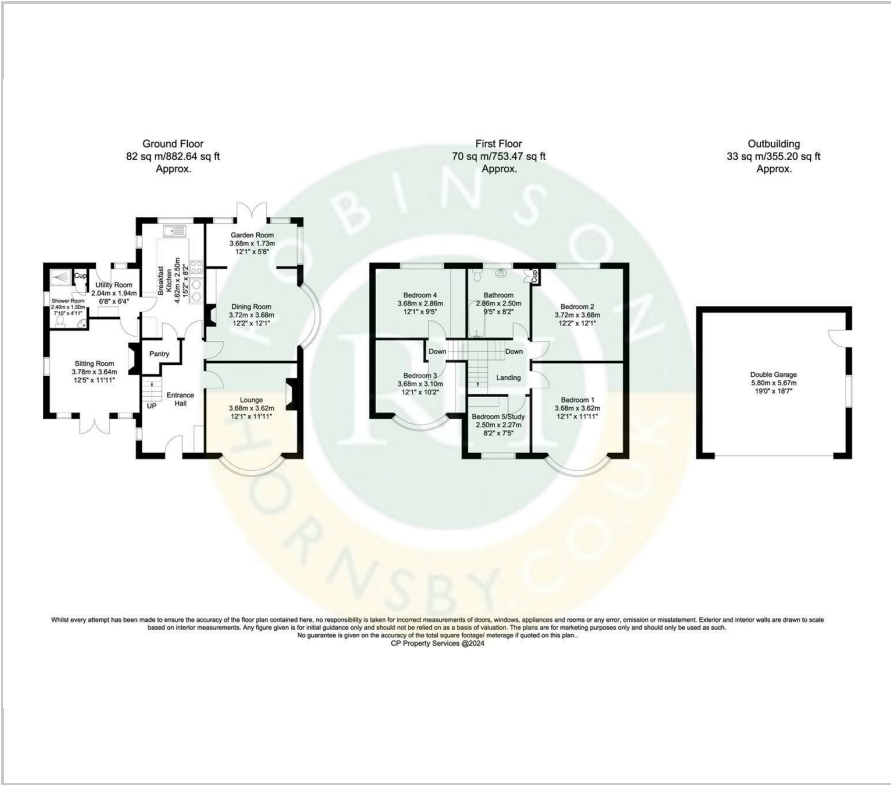 Ground Floor
82 sq m/882.64 sq ft
Approx.
First Floor
70 sq m/753.47 sq ft
Approx.
Outbuilding
33 sq m/355.20 sq ft
Approx.
Garden Room
3.68m x 1.73m
12'1" x 5'8"
Breakfast
Kitchen
4.62m x 2.50m
15'2" x 8'2"
Cup
Utility Room
2.04m x 1.94m
6'8" x 6'4"
Shower Room
2.40m x 1.50m
7'10" x 4'11"
Dining Room
3.72m x 3.68m
12'2" x 12'1"
Pantry
Sitting Room
3.78m x 3.64m
12'5" x 11'11"
UP
Entrance
Hall
Lounge
3.68m x 3.62m
12'1" x 11'11"
Bedroom 4
3.68m x 2.86m
12'1" x 9'5"
Bathroom
2.86m x 2.50m
9'5" x 8'2"
Cup
Bedroom 2
3.72m x 3.68m
12'2" x 12'1"
Down
Down
Bedroom 3
3.68m x 3.10m
12'1" x 10'2"
Landing
Bedroom 5/Study
2.50m x 2.27m
8'2" x 7'5"
Bedroom 1
3.68m x 3.62m
12'1" x 11'11"
Double Garage
5.80m x 5.67m
19'0" x 18'7"
ROBINSON
RH
HORNSBY.CO.UK
Whilst every attempt has been made to ensure the accuracy of the floor plan contained here, no responsibility is taken for incorrect measurements of doors, windows, appliances and rooms or any error, omission or misstatement. Exterior and interior walls are drawn to scale
based on interior measurements. Any figure given is for initial guidance only and should not be relied on as a basis of valuation. The plans are for marketing purposes only and should only be used as such.
No guarantee is given on the accuracy of the total square footage/ meterage if quoted on this plan..
CP Property Services @2024